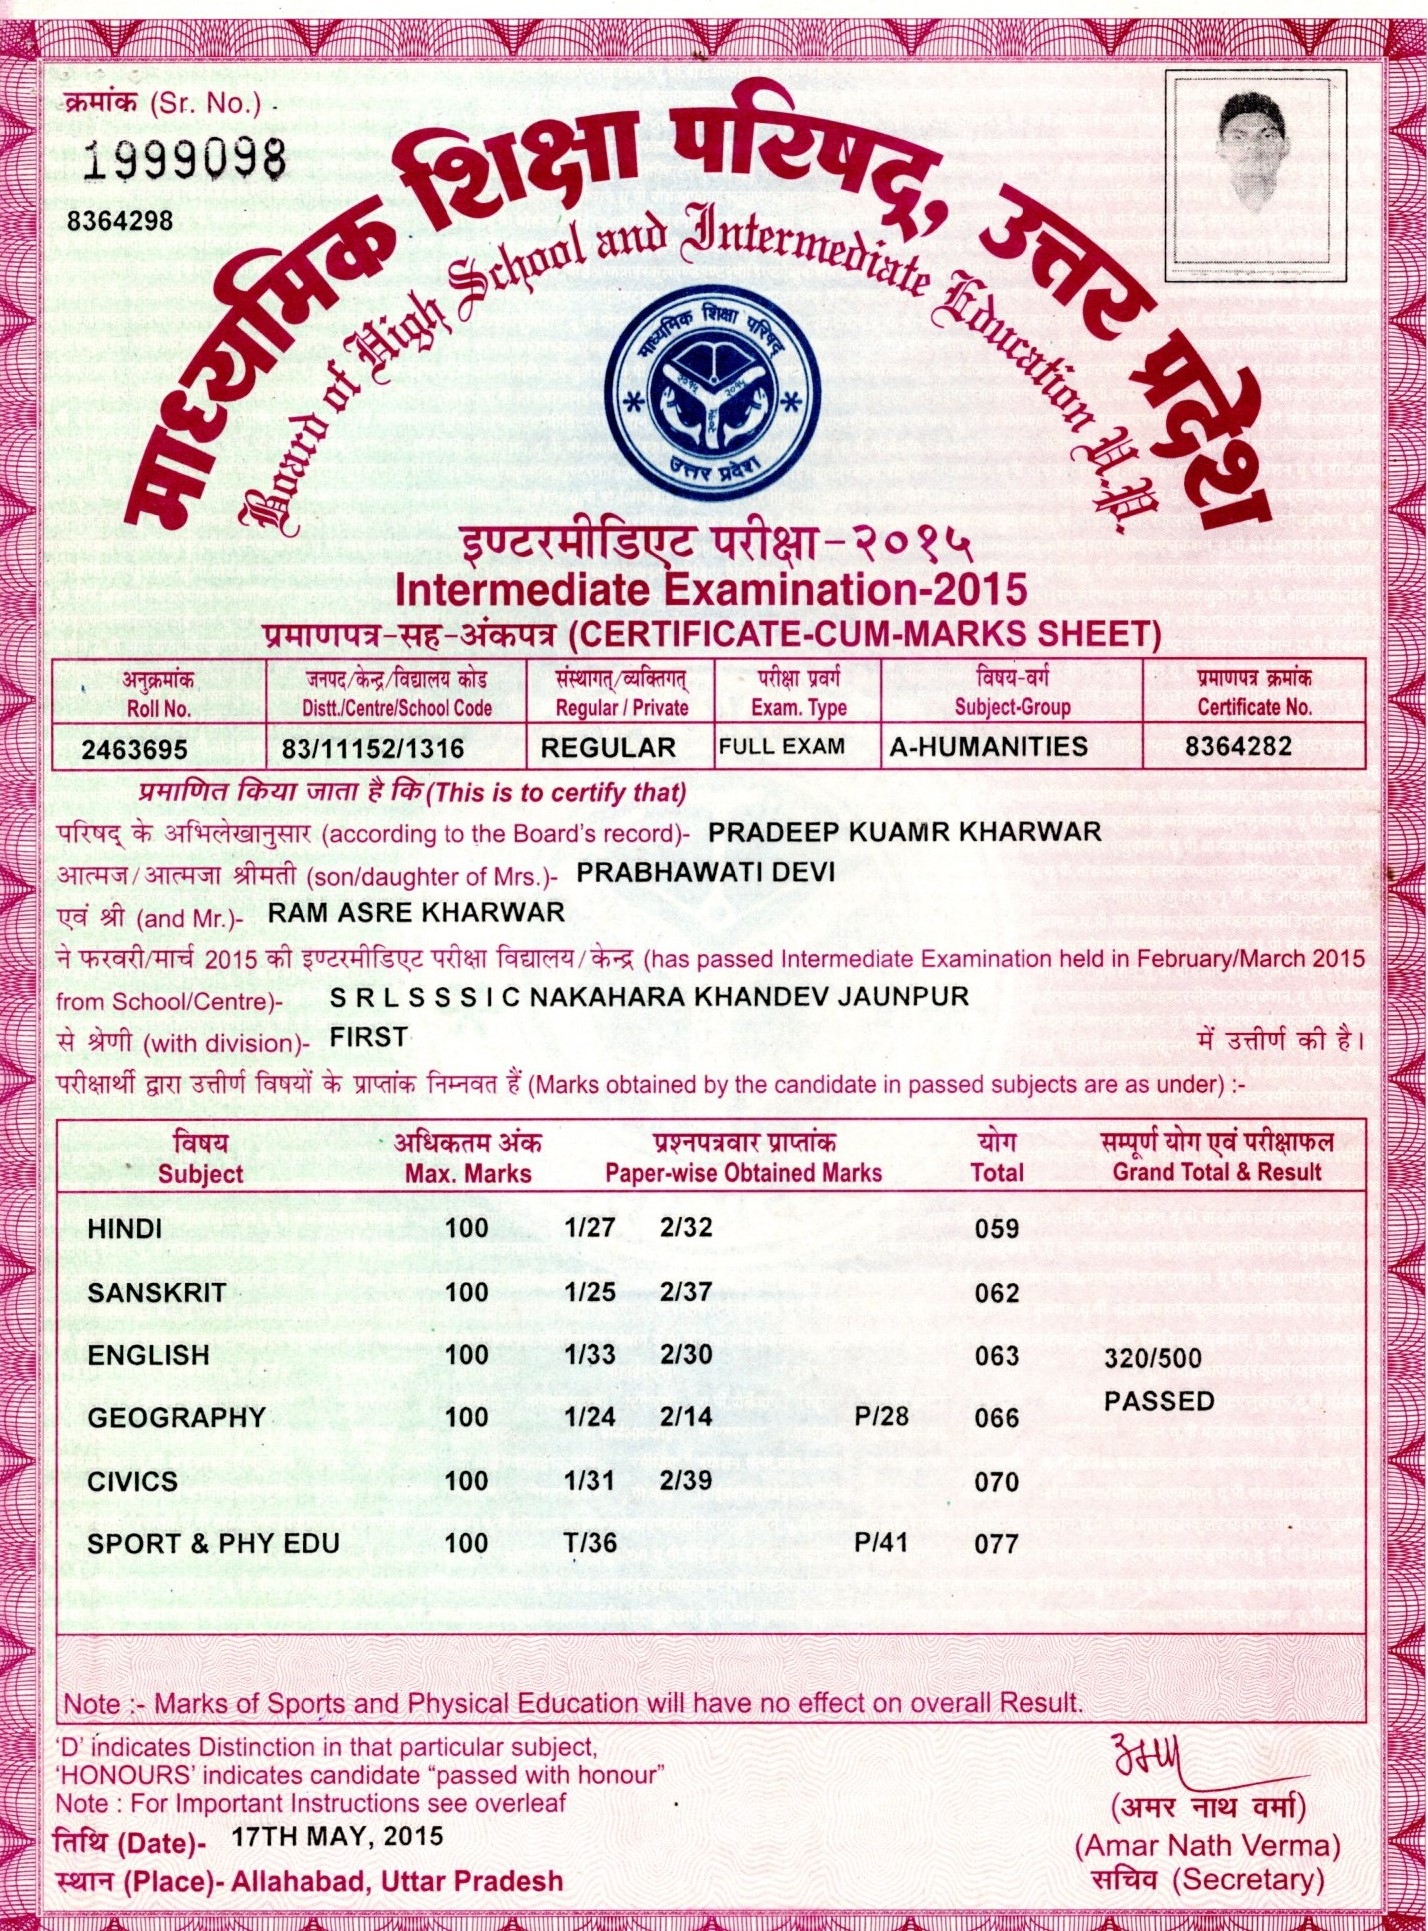 क्रमांक (Sr. No.)
1999098
8364298
माध्यमिक शिक्षा परिषद्, उत्तर प्रदेश
Board of High School and Intermediate Education U.P.
माध्यमिक शिक्षा परिषद्
उत्तर प्रदेश
इण्टरमीडिएट परीक्षा-२०१५
Intermediate Examination-2015
प्रमाणपत्र-सह-अंकपत्र (CERTIFICATE-CUM-MARKS SHEET)
अनुक्रमांक जनपद/केन्द्र/विद्यालय कोड संस्थागत्/व्यक्तिगत् परीक्षा प्रवर्ग विषय-वर्ग प्रमाणपत्र क्रमांक
Roll No. Distt./Centre/School Code Regular / Private Exam. Type Subject-Group Certificate No.
2463695 83/11152/1316 REGULAR FULL EXAM A-HUMANITIES 8364282
प्रमाणित किया जाता है कि (This is to certify that)
परिषद् के अभिलेखानुसार (according to the Board's record)- PRADEEP KUAMR KHARWAR
आत्मज/आत्मजा श्रीमती (son/daughter of Mrs.)- PRABHAWATI DEVI
एवं श्री (and Mr.)- RAM ASRE KHARWAR
ने फरवरी/मार्च 2015 की इण्टरमीडिएट परीक्षा विद्यालय/केन्द्र (has passed Intermediate Examination held in February/March 2015
from School/Centre)- S R L S S S I C NAKAHARA KHANDEV JAUNPUR
से श्रेणी (with division)- FIRST में उत्तीर्ण की है।
परीक्षार्थी द्वारा उत्तीर्ण विषयों के प्राप्तांक निम्नवत हैं (Marks obtained by the candidate in passed subjects are as under) :-
विषय अधिकतम अंक प्रश्नपत्रवार प्राप्तांक योग सम्पूर्ण योग एवं परीक्षाफल
Subject Max. Marks Paper-wise Obtained Marks Total Grand Total & Result
HINDI 100 1/27 2/32 059
SANSKRIT 100 1/25 2/37 062
ENGLISH 100 1/33 2/30 063 320/500
PASSED
GEOGRAPHY 100 1/24 2/14 P/28 066
CIVICS 100 1/31 2/39 070
SPORT & PHY EDU 100 T/36 P/41 077
Note :- Marks of Sports and Physical Education will have no effect on overall Result.
'D' indicates Distinction in that particular subject,
'HONOURS' indicates candidate "passed with honour"
Note : For Important Instructions see overleaf
तिथि (Date)- 17TH MAY, 2015
स्थान (Place)- Allahabad, Uttar Pradesh
(अमर नाथ वर्मा)
(Amar Nath Verma)
सचिव (Secretary)